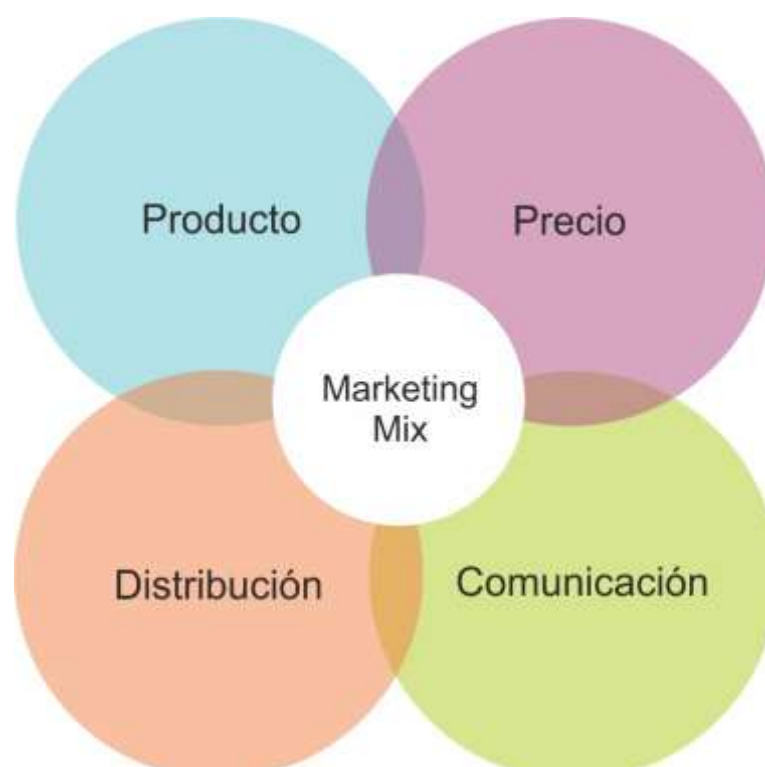 Producto
Precio
Marketing
Mix
Distribución
Comunicación